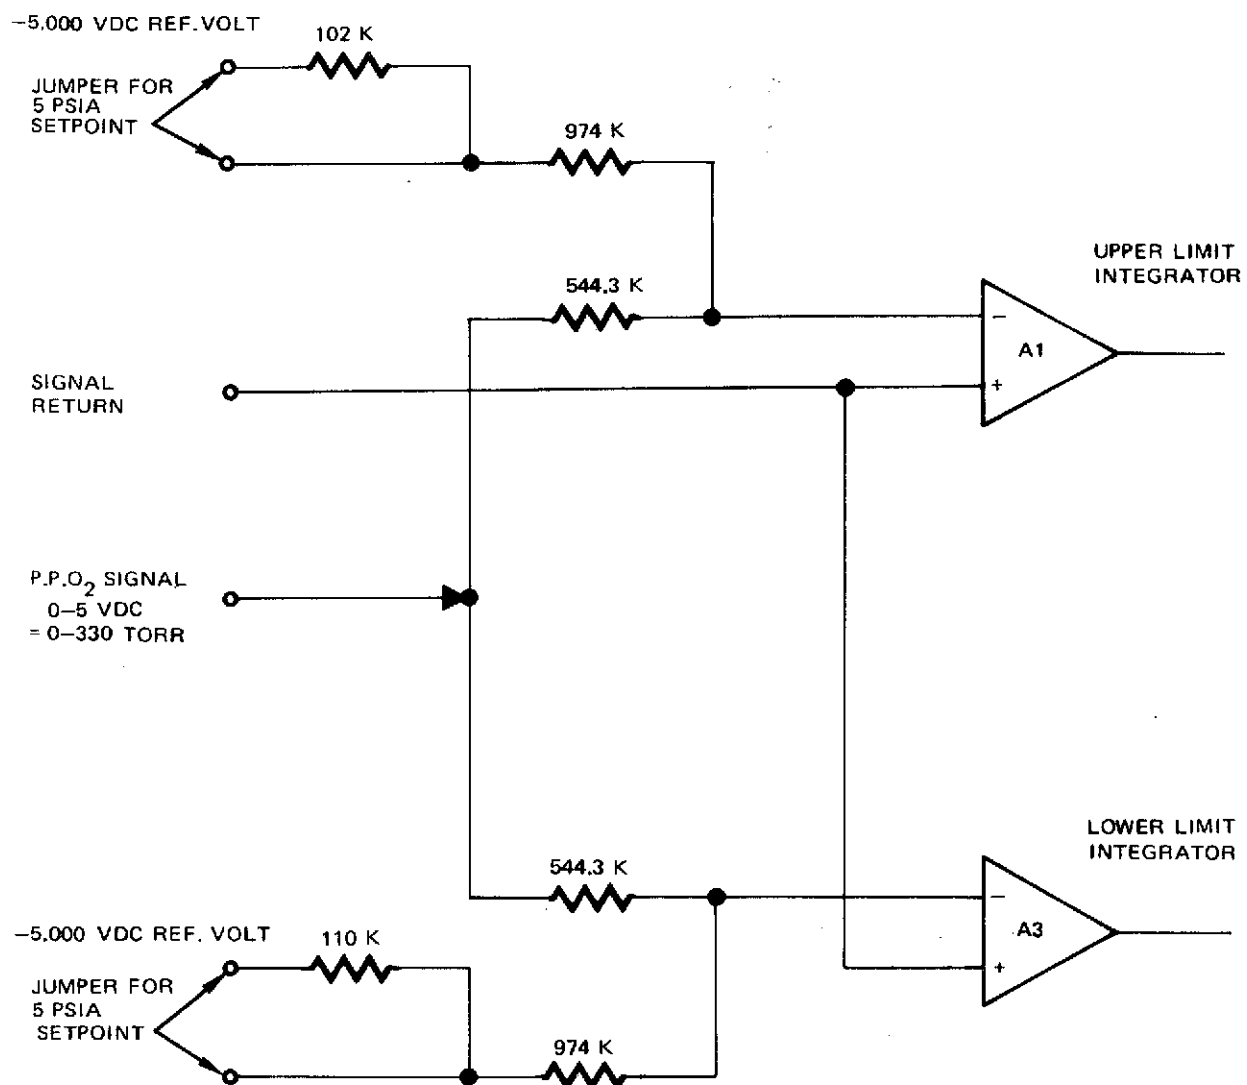 −5.000 VDC REF. VOLT
102 K
JUMPER FOR
5 PSIA
SETPOINT
974 K
544.3 K
UPPER LIMIT
INTEGRATOR
−
A1
+
SIGNAL
RETURN
P.P.O2 SIGNAL
0–5 VDC
= 0–330 TORR
544.3 K
LOWER LIMIT
INTEGRATOR
−
A3
+
−5.000 VDC REF. VOLT
110 K
JUMPER FOR
5 PSIA
SETPOINT
974 K